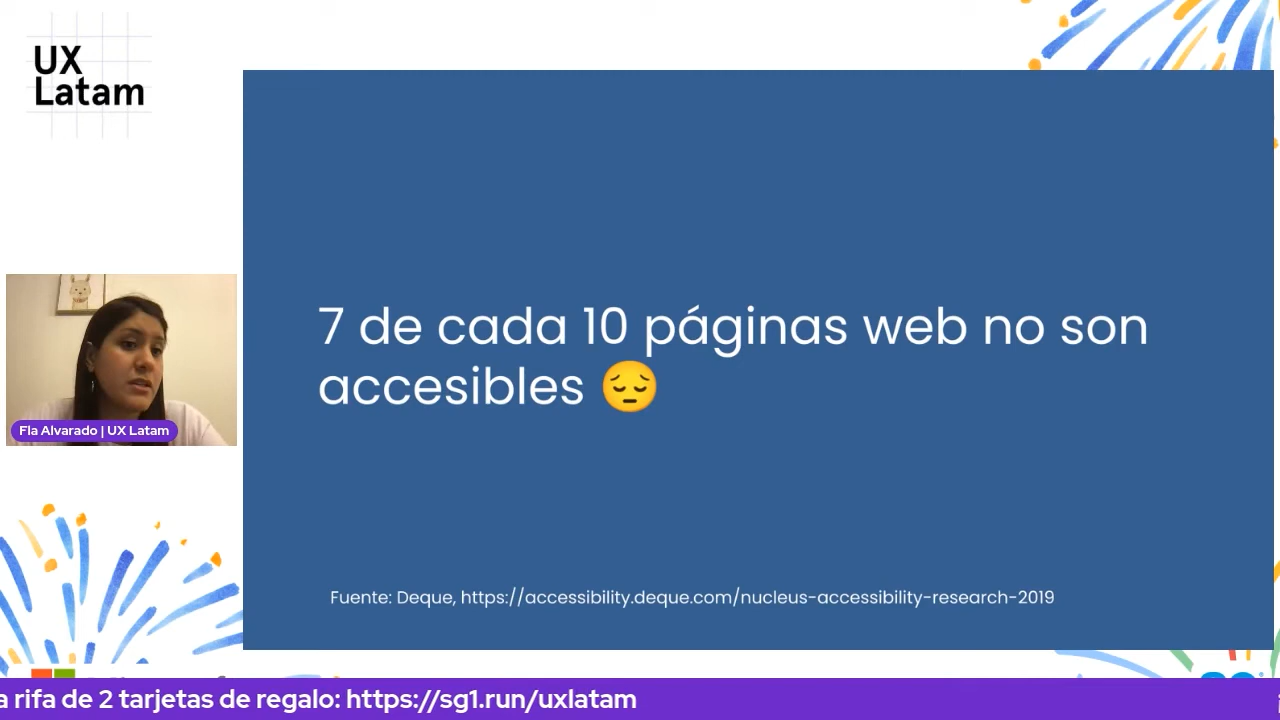 UX
Latam
7 de cada 10 páginas web no son
accesibles 😔
Fuente: Deque, https://accessibility.deque.com/nucleus-accessibility-research-2019
Fla Alvarado | UX Latam
a rifa de 2 tarjetas de regalo: https://sg1.run/uxlatam